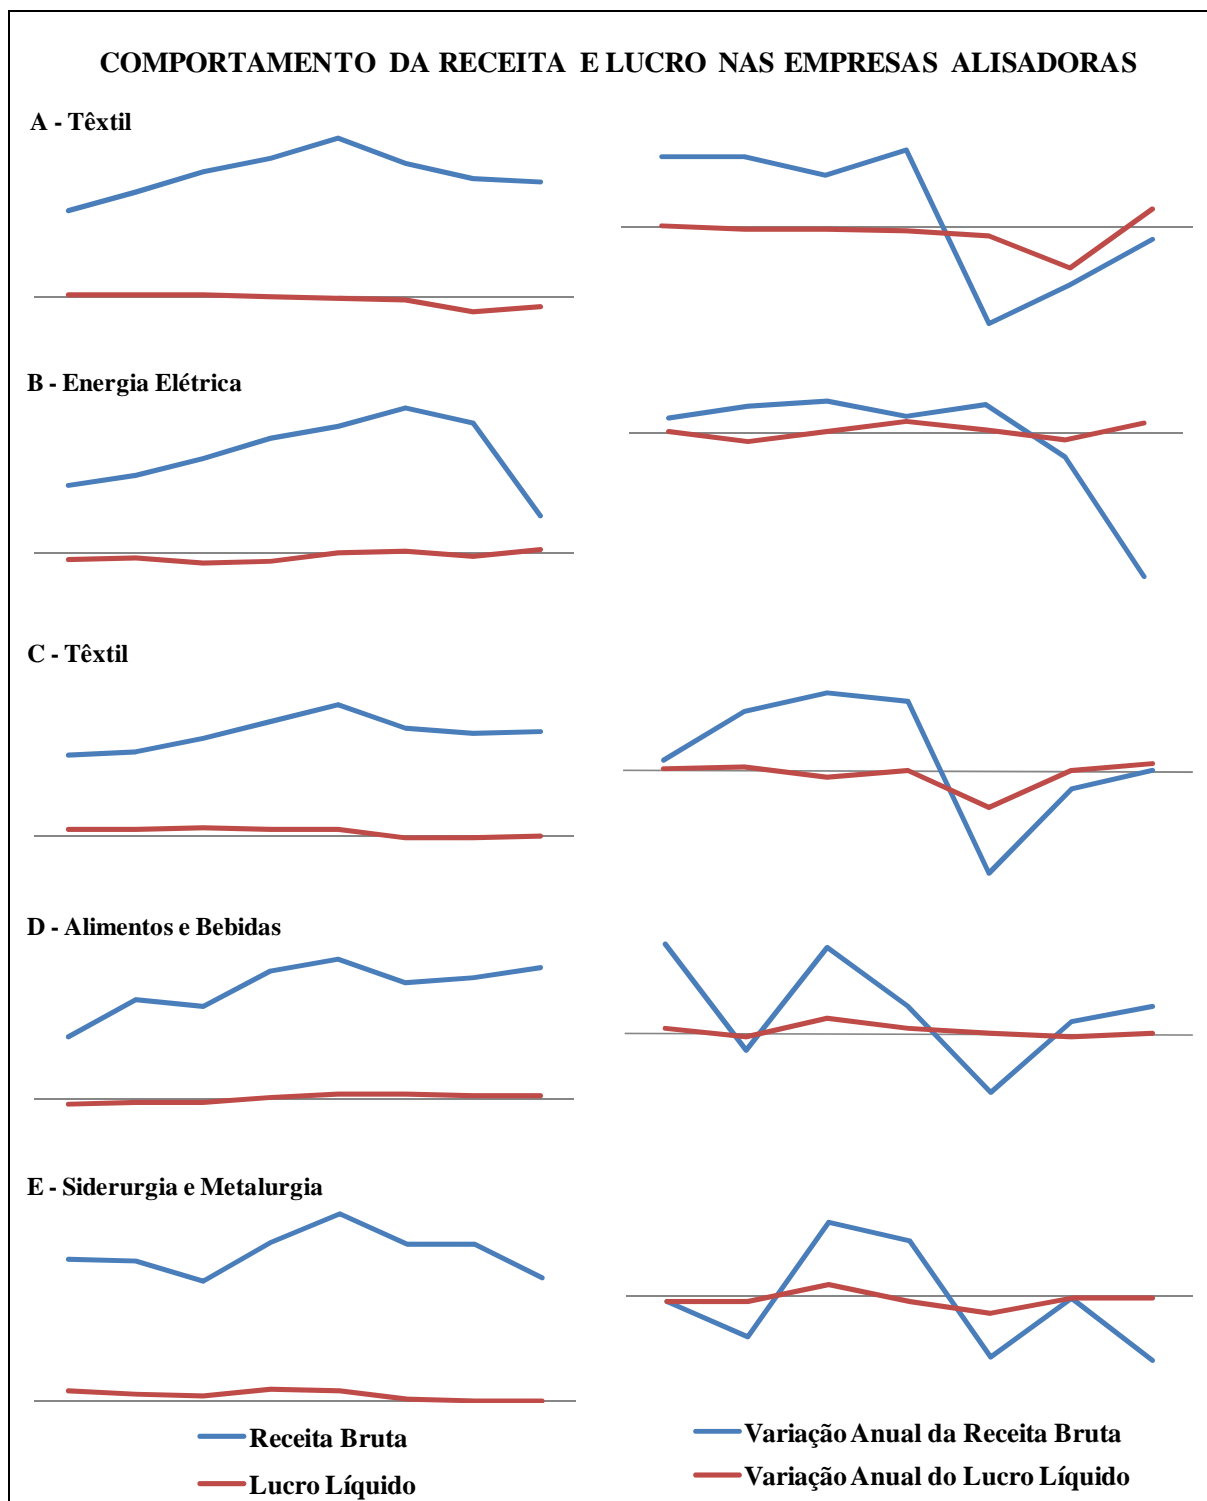 COMPORTAMENTO DA RECEITA E LUCRO NAS EMPRESAS ALISADORAS
A - Têxtil
B - Energia Elétrica
C - Têxtil
D - Alimentos e Bebidas
E - Siderurgia e Metalurgia
Receita Bruta
Lucro Líquido
Variação Anual da Receita Bruta
Variação Anual do Lucro Líquido